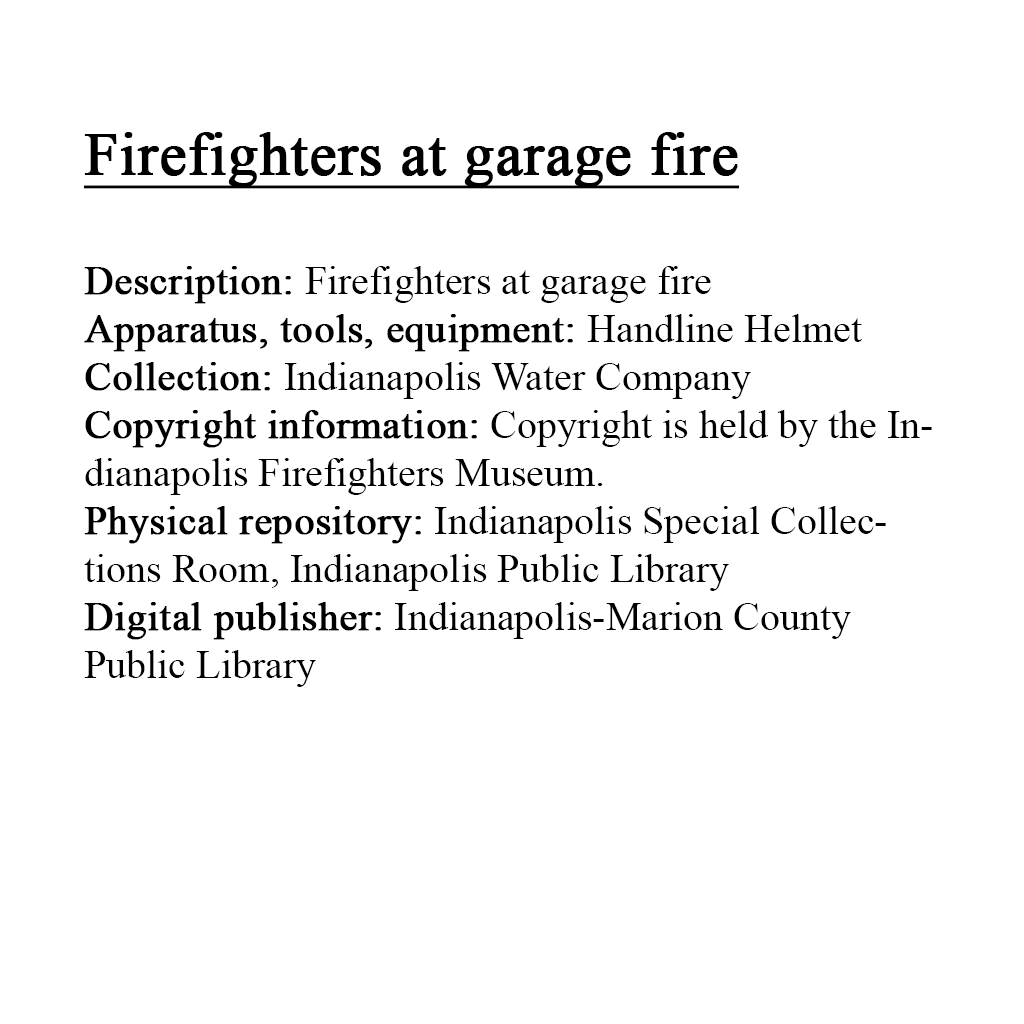 Firefighters at garage fire
Description: Firefighters at garage fire
Apparatus, tools, equipment: Handline Helmet
Collection: Indianapolis Water Company
Copyright information: Copyright is held by the In-
dianapolis Firefighters Museum.
Physical repository: Indianapolis Special Collec-
tions Room, Indianapolis Public Library
Digital publisher: Indianapolis-Marion County
Public Library